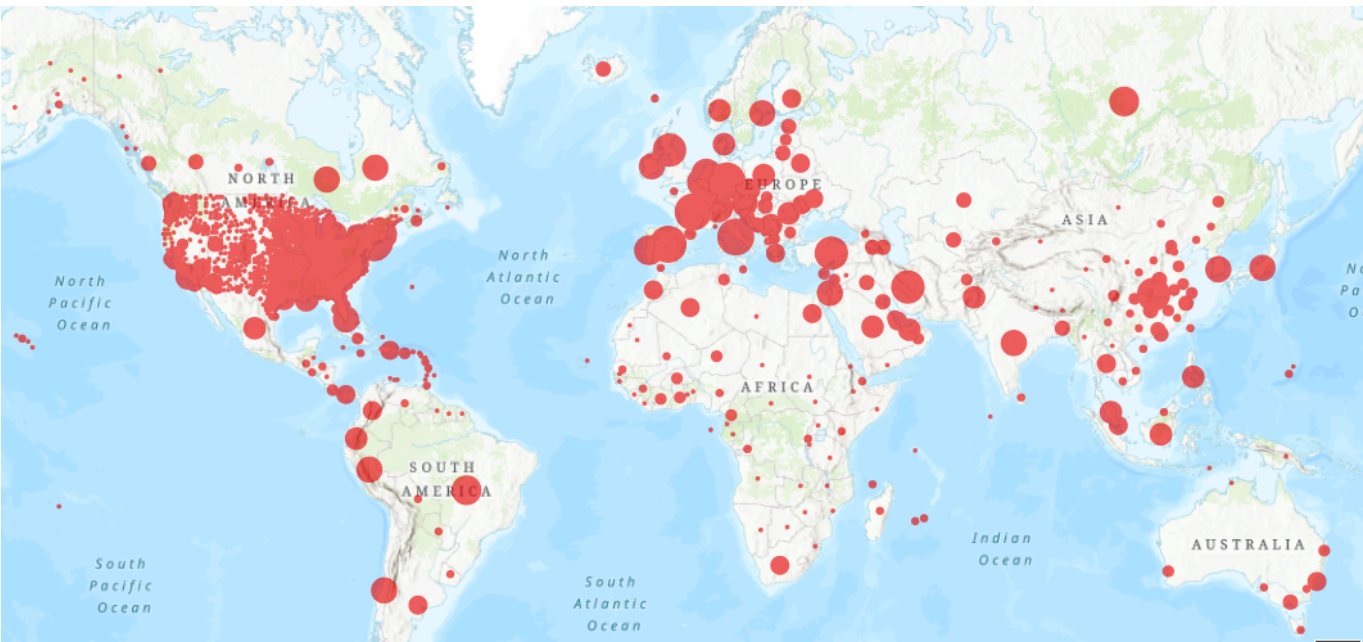 NORTH
AMERICA
EUROPE
ASIA
North
Atlantic
Ocean
North
Pacific
Ocean
AFRICA
SOUTH
AMERICA
Indian
Ocean
AUSTRALIA
South
Pacific
Ocean
South
Atlantic
Ocean